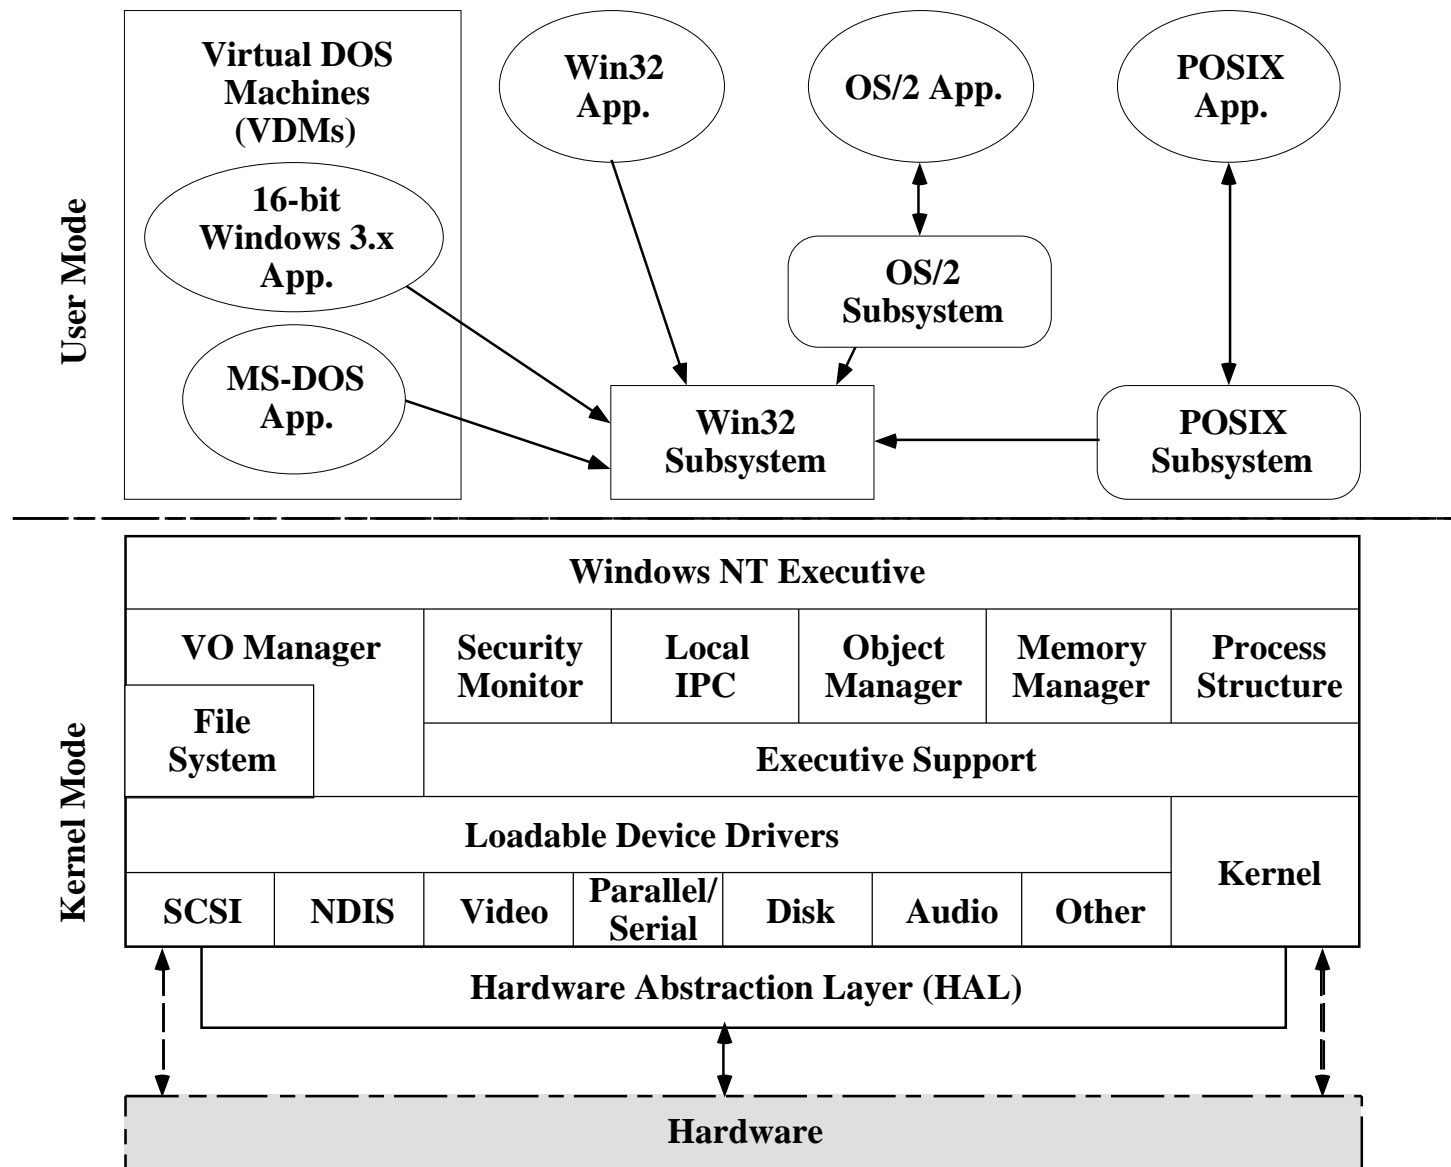 User Mode
Virtual DOS
Machines
(VDMs)
16-bit
Windows 3.x
App.
MS-DOS
App.
Win32
App.
OS/2 App.
POSIX
App.
OS/2
Subsystem
Win32
Subsystem
POSIX
Subsystem
Kernel Mode
Windows NT Executive
VO Manager
File
System
Security
Monitor
Local
IPC
Object
Manager
Memory
Manager
Process
Structure
Executive Support
Loadable Device Drivers
Kernel
SCSI
NDIS
Video
Parallel/
Serial
Disk
Audio
Other
Hardware Abstraction Layer (HAL)
Hardware